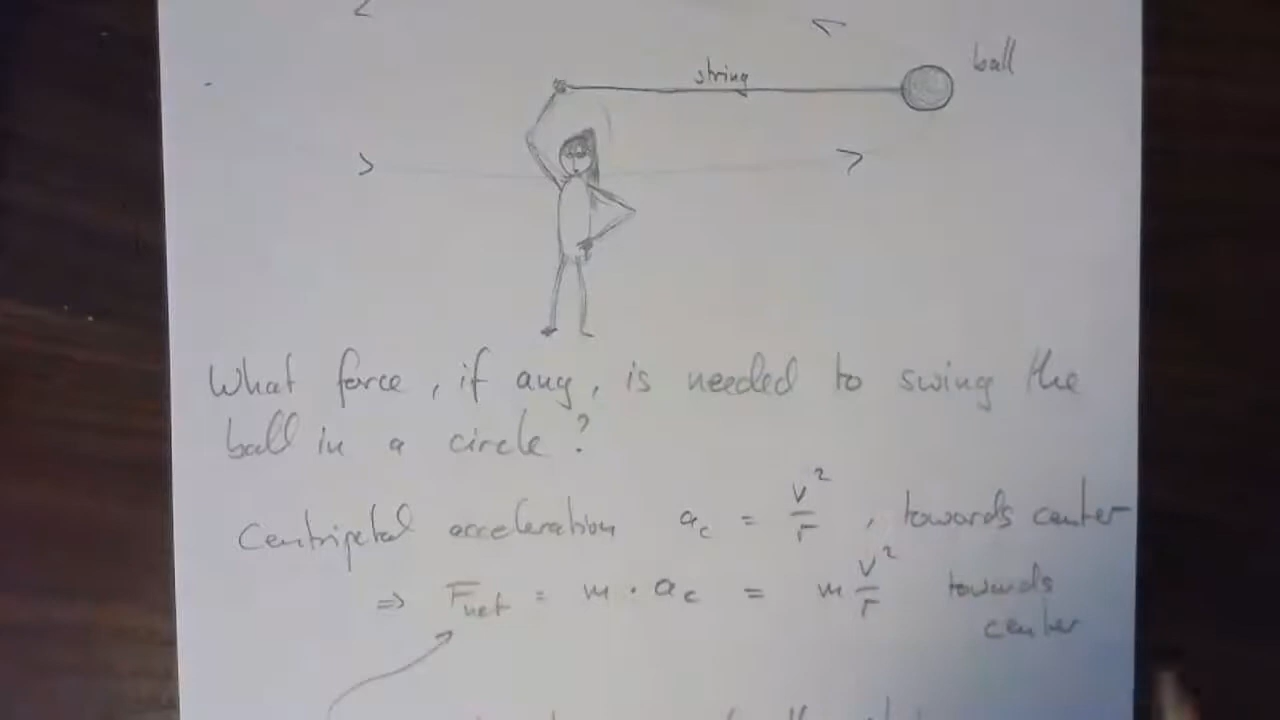 ball
string
What force, if any, is needed to swing the
ball in a circle?
Centripetal acceleration a_c = v²/r, towards center
⇒ F_net = m · a_c = m v²/r towards
center